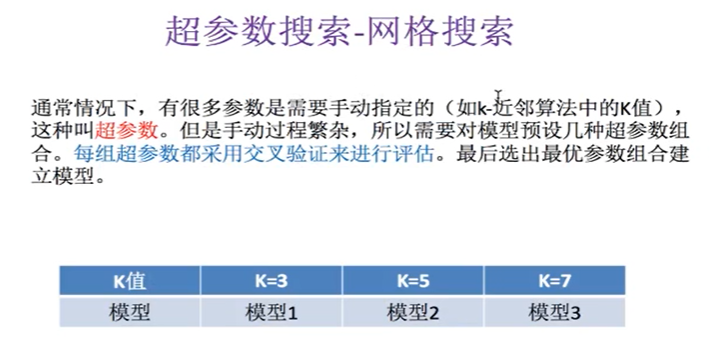 超参数搜索-网格搜索
通常情况下，有很多参数是需要手动指定的（如k-近邻算法中的K值），
这种叫超参数。但是手动过程繁杂，所以需要对模型预设几种超参数组
合。每组超参数都采用交叉验证来进行评估。最后选出最优参数组合建
立模型。
K值 K=3 K=5 K=7
模型 模型1 模型2 模型3